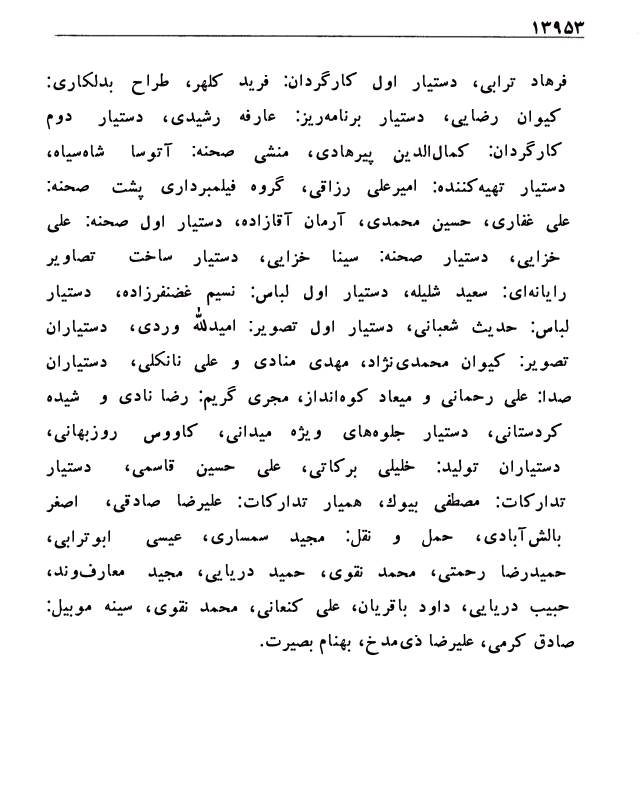 ۱۳۹۵۳
فرهاد ترابی، دستیار اول کارگردان: فرید کلهر، طراح بدلکاری:
کیوان رضایی، دستیار برنامه‌ریز: عارفه رشیدی، دستیار دوم
کارگردان: کمال‌الدین پیرهادی، منشی صحنه: آتوسا شاه‌سیاه،
دستیار تهیه‌کننده: امیرعلی رزاقی، گروه فیلمبرداری پشت صحنه:
علی غفاری، حسین محمدی، آرمان آقازاده، دستیار اول صحنه: علی
خزایی، دستیار صحنه: سینا خزایی، دستیار ساخت تصاویر
رایانه‌ای: سعید شلیله، دستیار اول لباس: نسیم غضنفرزاده، دستیار
لباس: حدیث شعبانی، دستیار اول تصویر: امیدﷲ وردی، دستیاران
تصویر: کیوان محمدی‌نژاد، مهدی منادی و علی نانکلی، دستیاران
صدا: علی رحمانی و میعاد کوه‌انداز، مجری گریم: رضا نادی و شیده
کردستانی، دستیار جلوه‌های ویژه میدانی، کاووس روزبهانی،
دستیاران تولید: خلیلی برکاتی، علی حسین قاسمی، دستیار
تدارکات: مصطفی بیوك، همیار تدارکات: علیرضا صادقی، اصغر
بالش‌آبادی، حمل و نقل: مجید سمساری، عیسی ابوترابی،
حمیدرضا رحمتی، محمد نقوی، حمید دریایی، مجید معارف‌وند،
حبیب دریایی، داود باقریان، علی کنعانی، محمد نقوی، سینه موبیل:
صادق کرمی، علیرضا ذی‌مدخ، بهنام بصیرت.